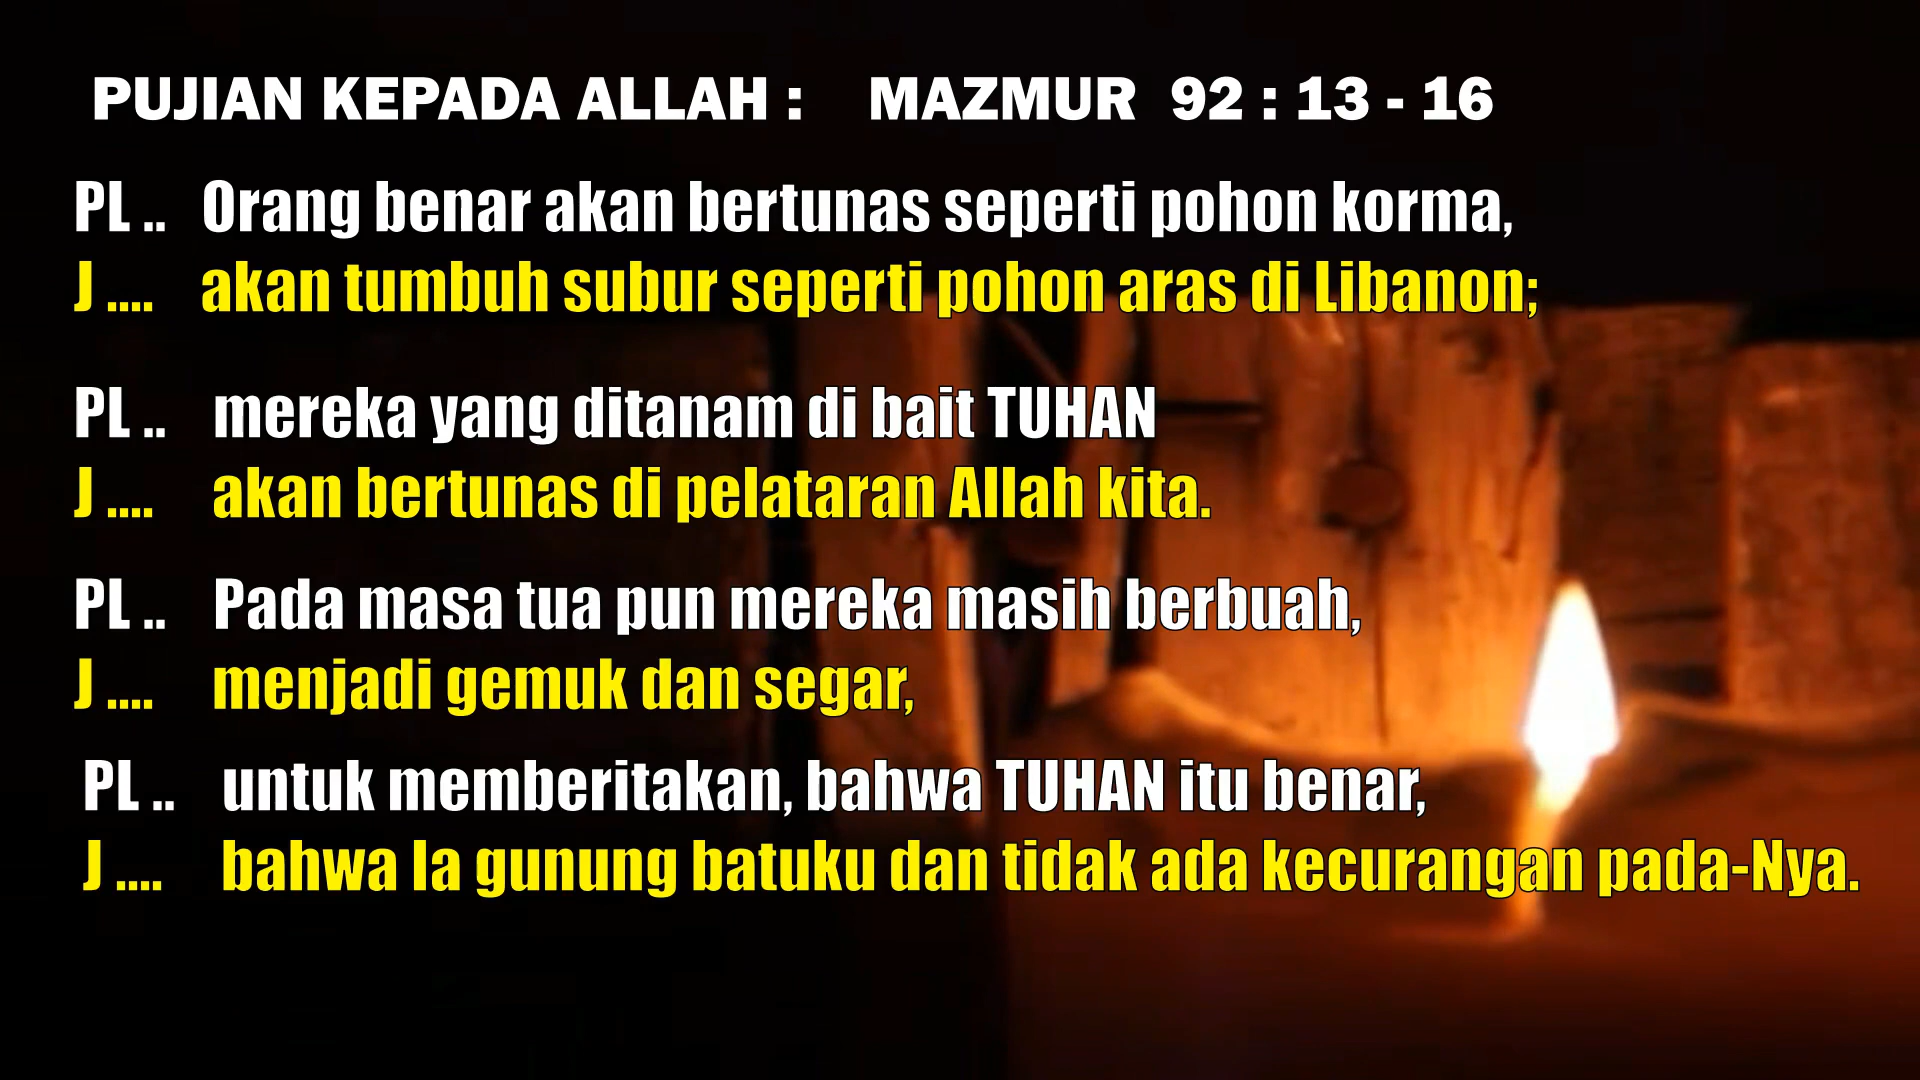 PUJIAN KEPADA ALLAH : MAZMUR 92 : 13 - 16
PL .. Orang benar akan bertunas seperti pohon korma,
J .... akan tumbuh subur seperti pohon aras di Libanon;
PL .. mereka yang ditanam di bait TUHAN
J .... akan bertunas di pelataran Allah kita.
PL .. Pada masa tua pun mereka masih berbuah,
J .... menjadi gemuk dan segar,
PL .. untuk memberitakan, bahwa TUHAN itu benar,
J .... bahwa Ia gunung batuku dan tidak ada kecurangan pada-Nya.